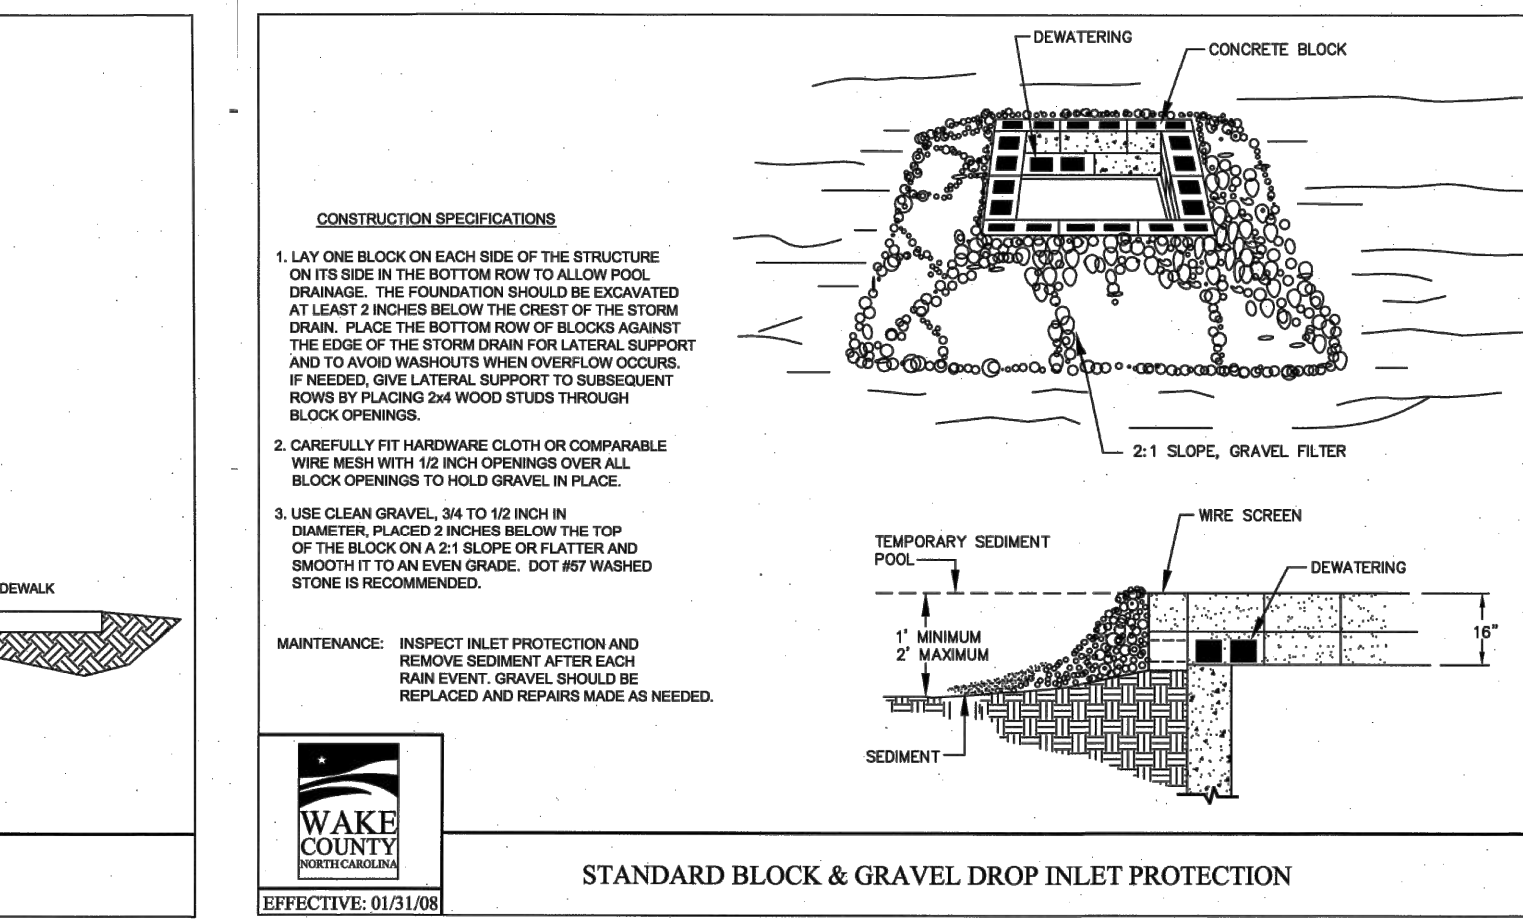 DEWALK
CONSTRUCTION SPECIFICATIONS
1. LAY ONE BLOCK ON EACH SIDE OF THE STRUCTURE
ON ITS SIDE IN THE BOTTOM ROW TO ALLOW POOL
DRAINAGE. THE FOUNDATION SHOULD BE EXCAVATED
AT LEAST 2 INCHES BELOW THE CREST OF THE STORM
DRAIN. PLACE THE BOTTOM ROW OF BLOCKS AGAINST
THE EDGE OF THE STORM DRAIN FOR LATERAL SUPPORT
AND TO AVOID WASHOUTS WHEN OVERFLOW OCCURS.
IF NEEDED, GIVE LATERAL SUPPORT TO SUBSEQUENT
ROWS BY PLACING 2x4 WOOD STUDS THROUGH
BLOCK OPENINGS.
2. CAREFULLY FIT HARDWARE CLOTH OR COMPARABLE
WIRE MESH WITH 1/2 INCH OPENINGS OVER ALL
BLOCK OPENINGS TO HOLD GRAVEL IN PLACE.
3. USE CLEAN GRAVEL, 3/4 TO 1/2 INCH IN
DIAMETER, PLACED 2 INCHES BELOW THE TOP
OF THE BLOCK ON A 2:1 SLOPE OR FLATTER AND
SMOOTH IT TO AN EVEN GRADE. DOT #57 WASHED
STONE IS RECOMMENDED.
MAINTENANCE: INSPECT INLET PROTECTION AND
REMOVE SEDIMENT AFTER EACH
RAIN EVENT. GRAVEL SHOULD BE
REPLACED AND REPAIRS MADE AS NEEDED.
DEWATERING
CONCRETE BLOCK
2:1 SLOPE, GRAVEL FILTER
WIRE SCREEN
TEMPORARY SEDIMENT
POOL
DEWATERING
1' MINIMUM
2' MAXIMUM
16"
SEDIMENT
WAKE
COUNTY
NORTH CAROLINA
EFFECTIVE: 01/31/08
STANDARD BLOCK & GRAVEL DROP INLET PROTECTION